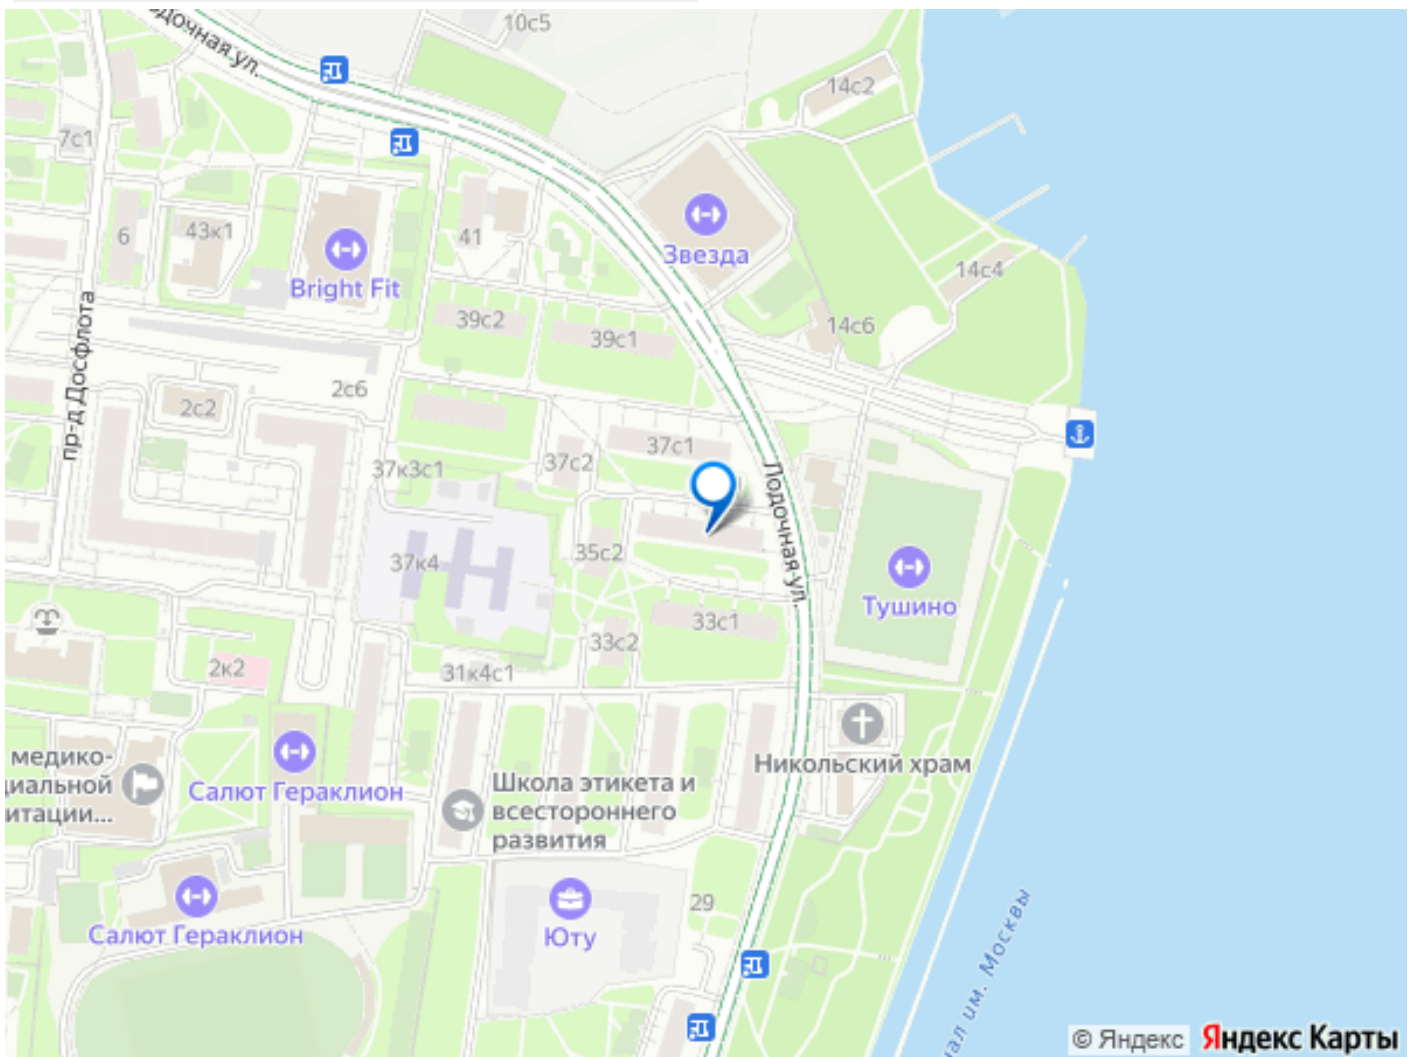 10с5
Лодочная ул.
14с2
7с1
6
43к1
41
Звезда
Bright Fit
14с4
39с2
39с1
14с6
пр-д Досфлота
2с6
2с2
37с1
37к3с1
37с2
Лодочная ул.
35с2
37к4
Тушино
33с1
33с2
2к2
31к4с1
Никольский храм
медико-
циальной
итации...
Салют Гераклион
Школа этикета и
всестороннего
развития
29
Салют Гераклион
Юту
нал им. Москвы
© Яндекс Яндекс Карты